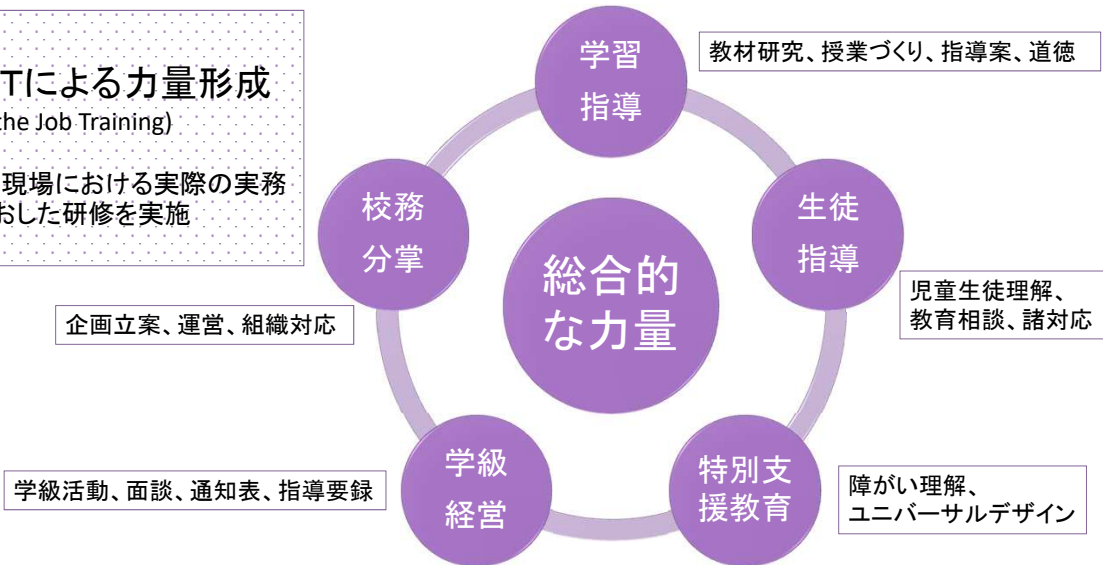 Tによる力量形成
the Job Training)
現場における実際の実務
おした研修を実施
学習
指導
教材研究、授業づくり、指導案、道徳
校務
分掌
生徒
指導
総合的
な力量
児童生徒理解、
教育相談、諸対応
企画立案、運営、組織対応
学級
経営
特別支
援教育
学級活動、面談、通知表、指導要録
障がい理解、
ユニバーサルデザイン